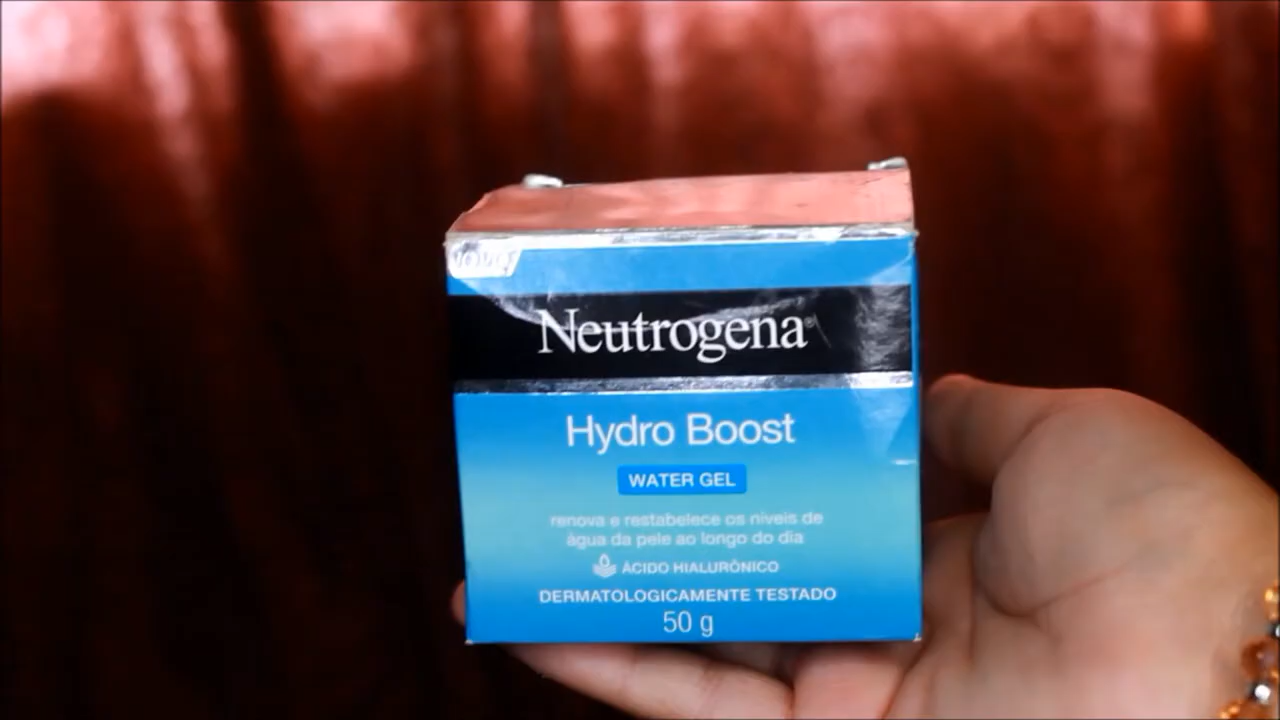 Neutrogena®
Hydro Boost
WATER GEL
renova e restabelece os níveis de
água da pele ao longo do dia
ÁCIDO HIALURÔNICO
DERMATOLOGICAMENTE TESTADO
50 g